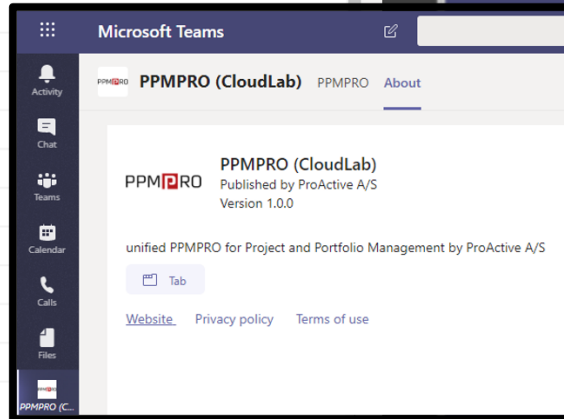 Microsoft Teams
PPMPRO PPMPRO (CloudLab) PPMPRO About
Activity
Chat
Teams
Calendar
Calls
Files
PPMPRO (C...
PPMPRO
PPMPRO (CloudLab)
Published by ProActive A/S
Version 1.0.0
unified PPMPRO for Project and Portfolio Management by ProActive A/S
Tab
Website Privacy policy Terms of use